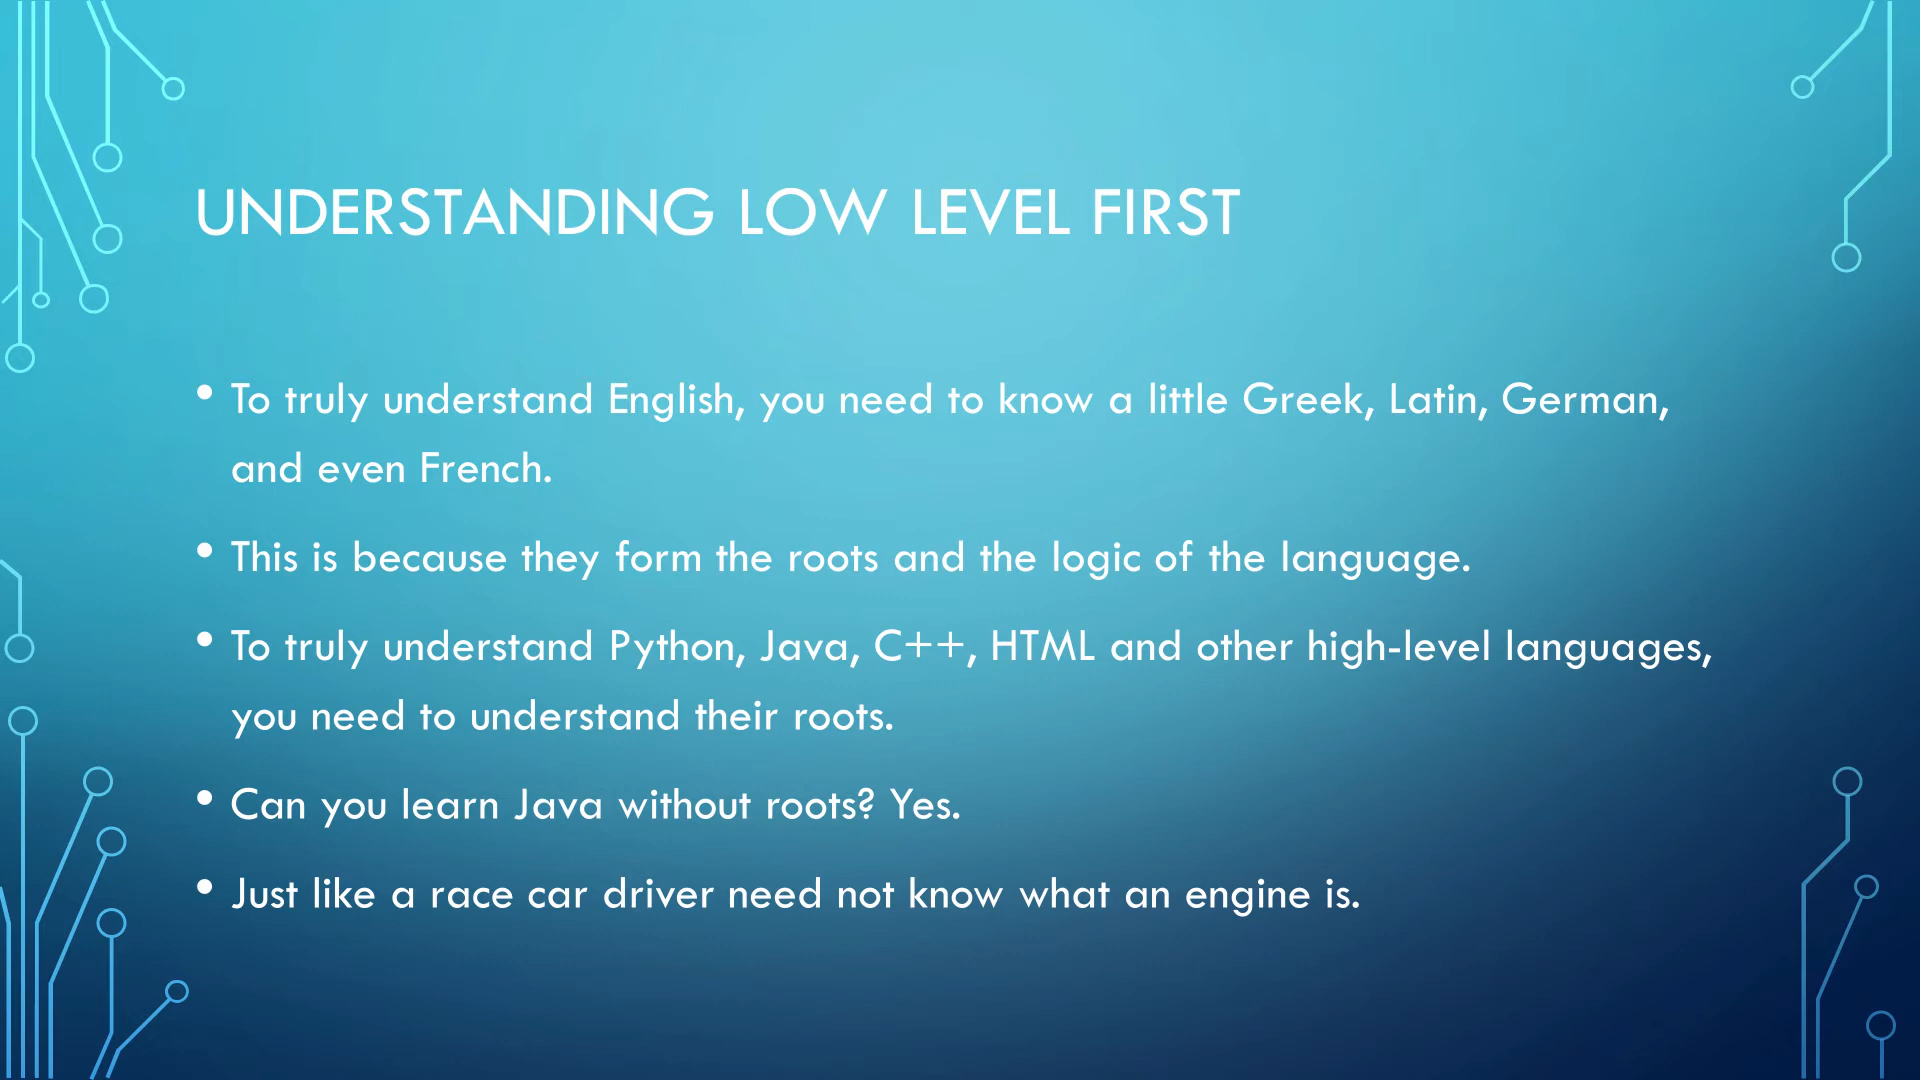 UNDERSTANDING LOW LEVEL FIRST
• To truly understand English, you need to know a little Greek, Latin, German,
and even French.
• This is because they form the roots and the logic of the language.
• To truly understand Python, Java, C++, HTML and other high-level languages,
you need to understand their roots.
• Can you learn Java without roots? Yes.
• Just like a race car driver need not know what an engine is.